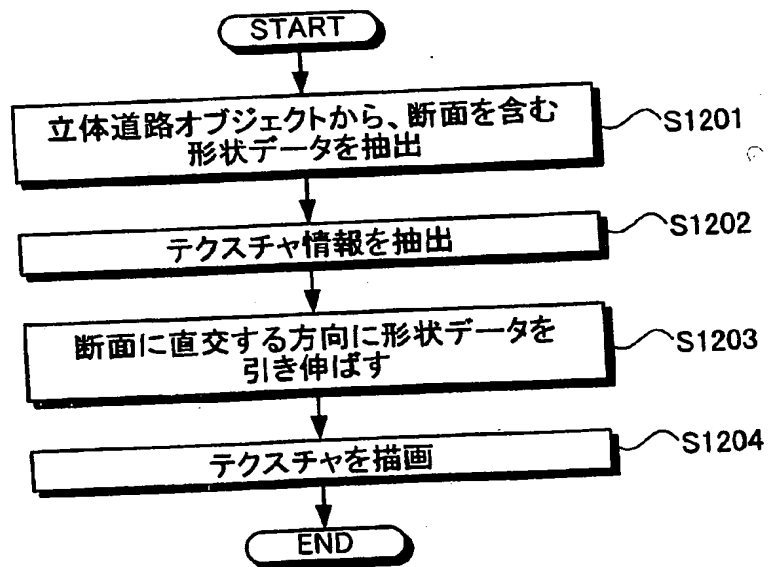 START
立体道路オブジェクトから、断面を含む
形状データを抽出
S1201
テクスチャ情報を抽出
S1202
断面に直交する方向に形状データを
引き伸ばす
S1203
テクスチャを描画
S1204
END